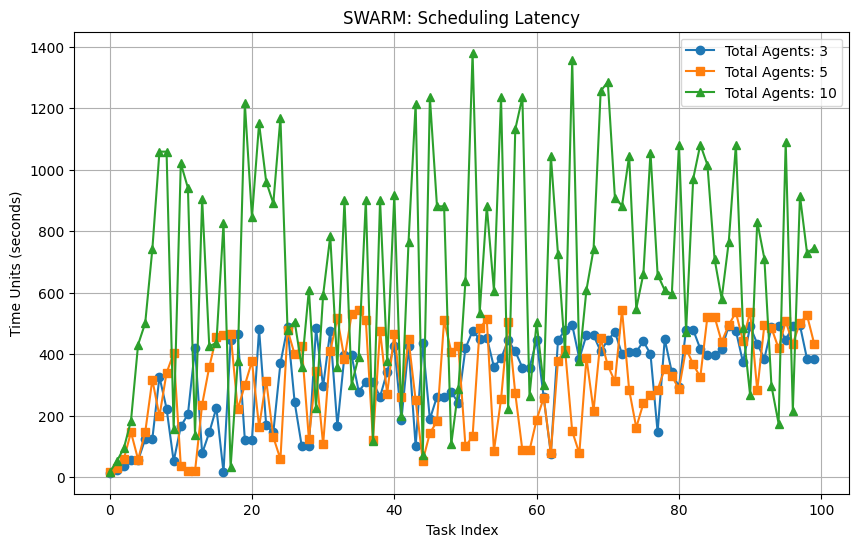 SWARM: Scheduling Latency
Total Agents: 3
Total Agents: 5
Total Agents: 10
Time Units (seconds)
1400
1200
1000
800
600
400
200
0
0
20
40
60
80
100
Task Index